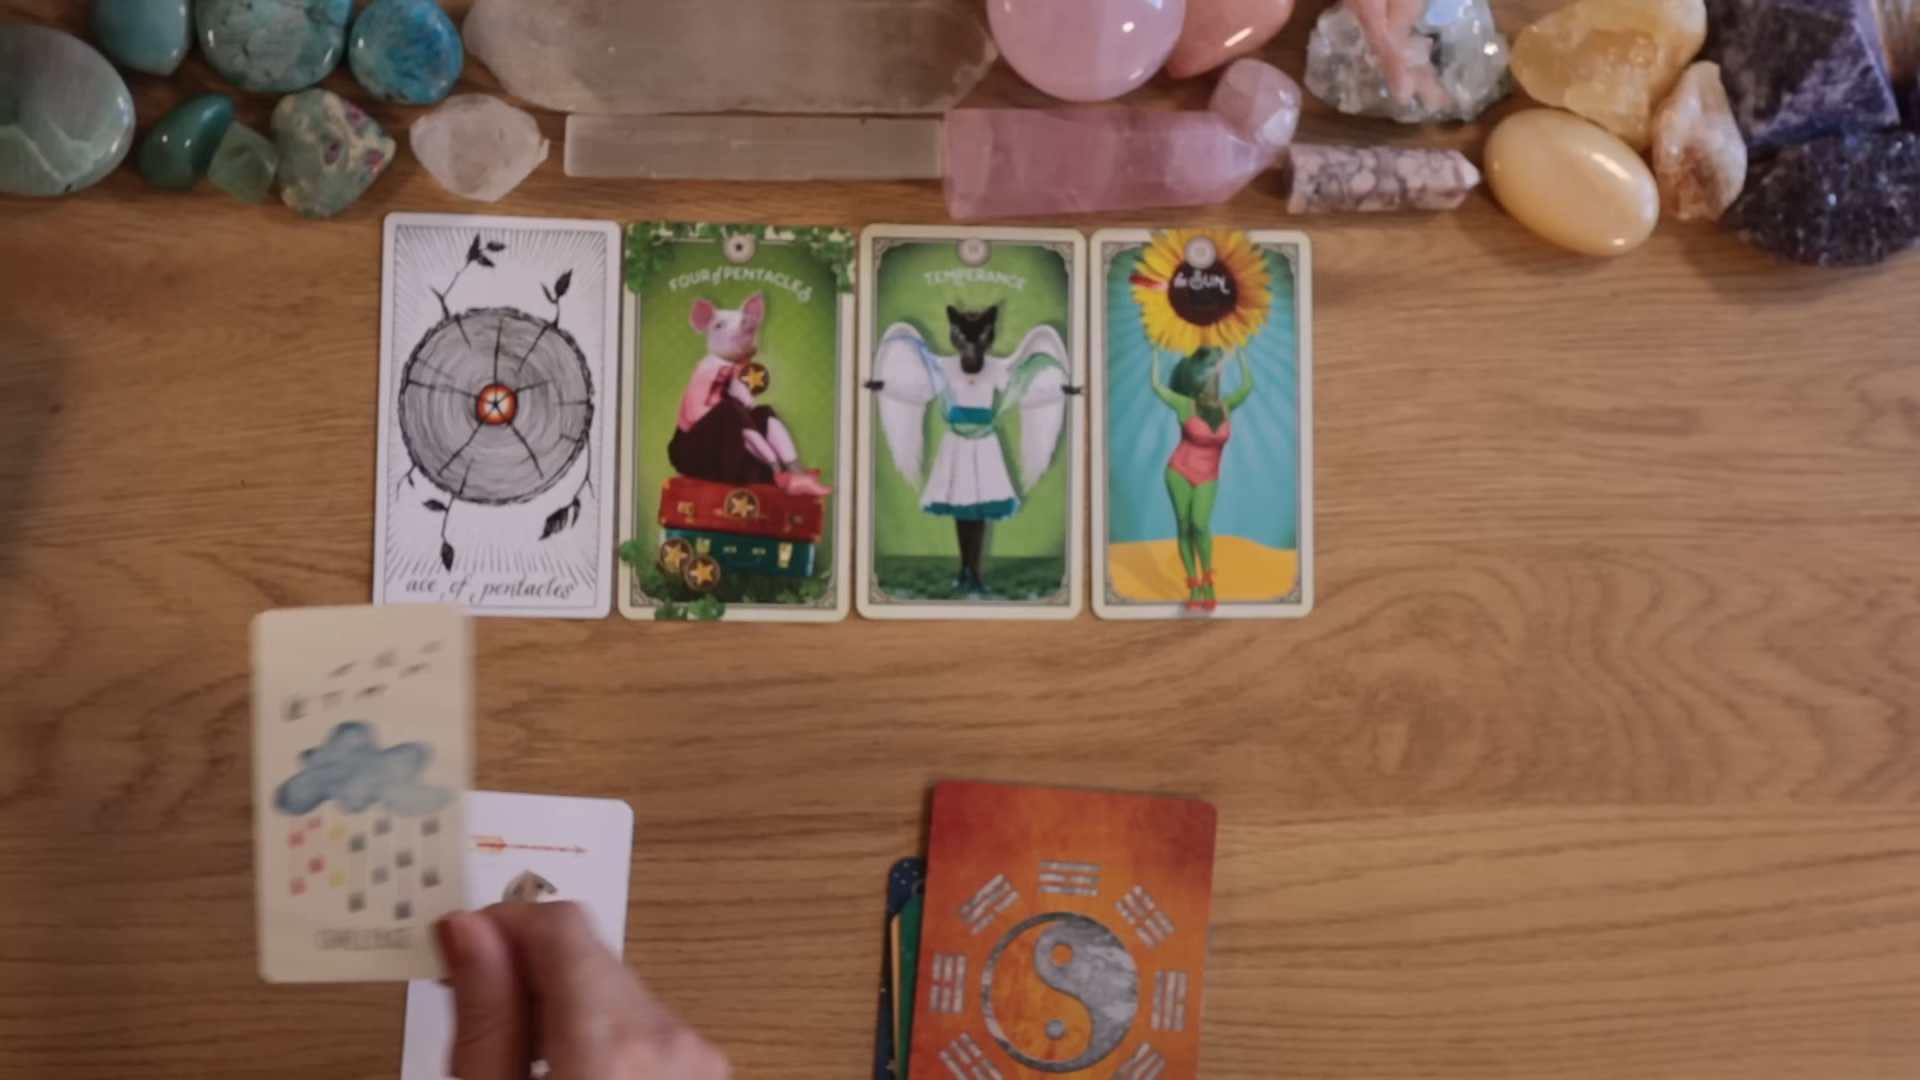 ace of pentacles
FOUR of PENTACLES
TEMPERANCE
the SUN